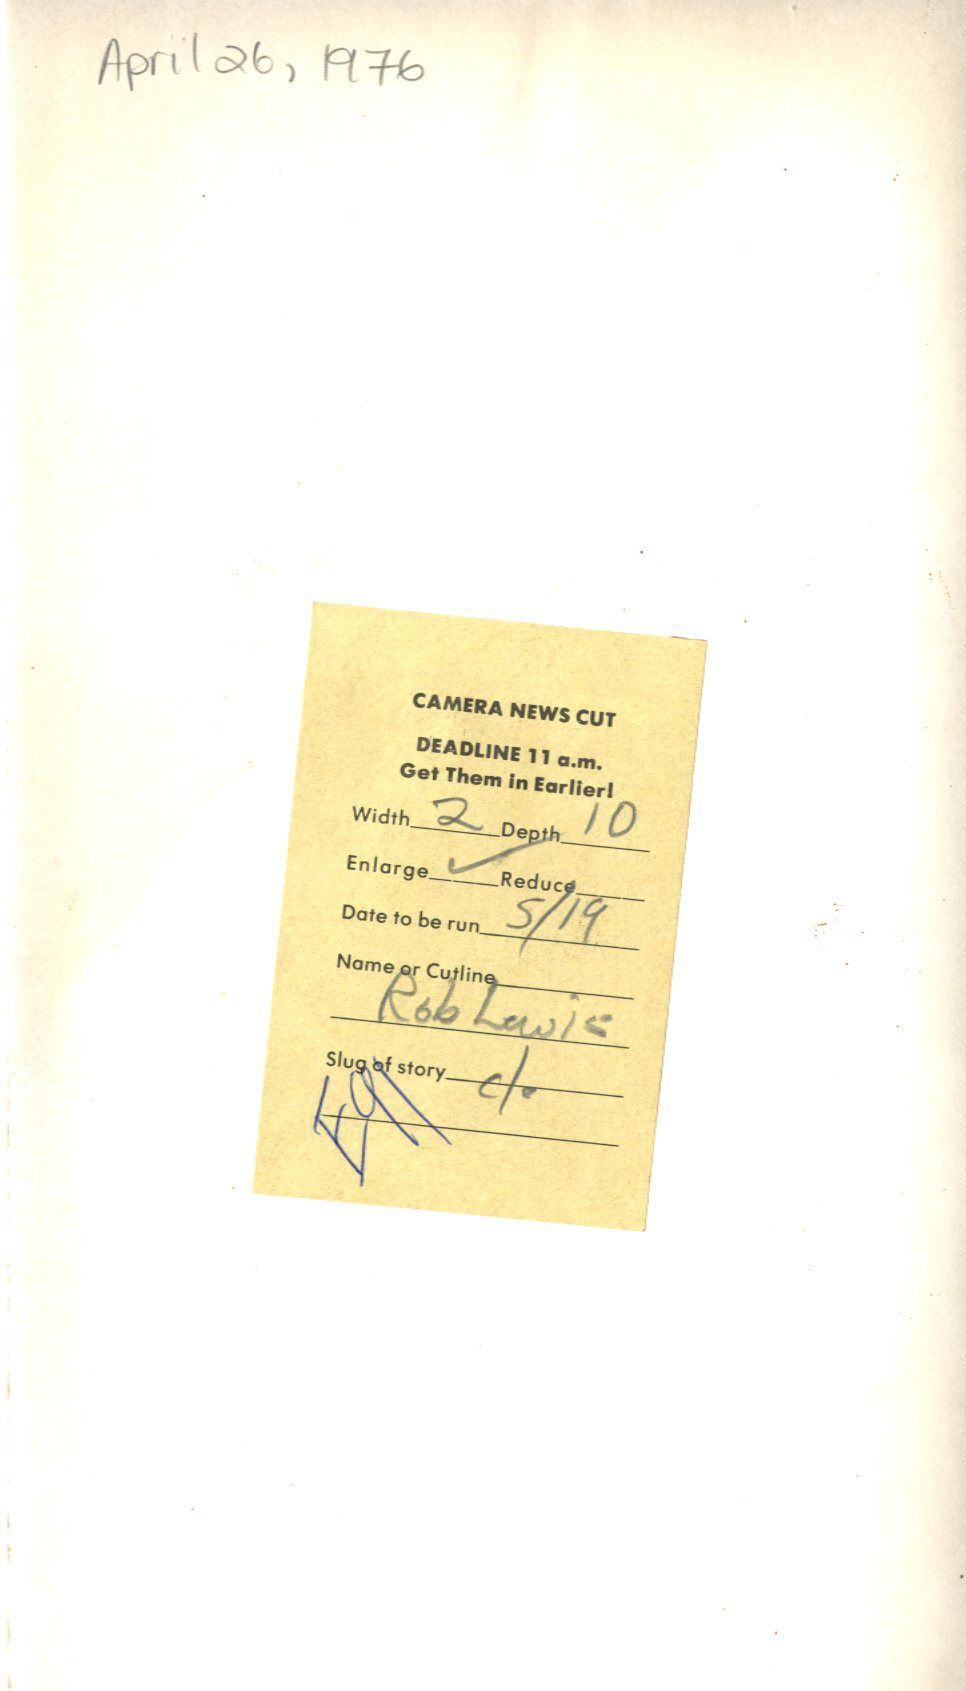 April 26, 1976
CAMERA NEWS CUT
DEADLINE 11 a.m.
Get Them in Earlier!
Width 2 Depth 10
Enlarge ✓ Reduce
Date to be run 5/19
Name or Cutline
Rob Lewis
Slug of story c/o